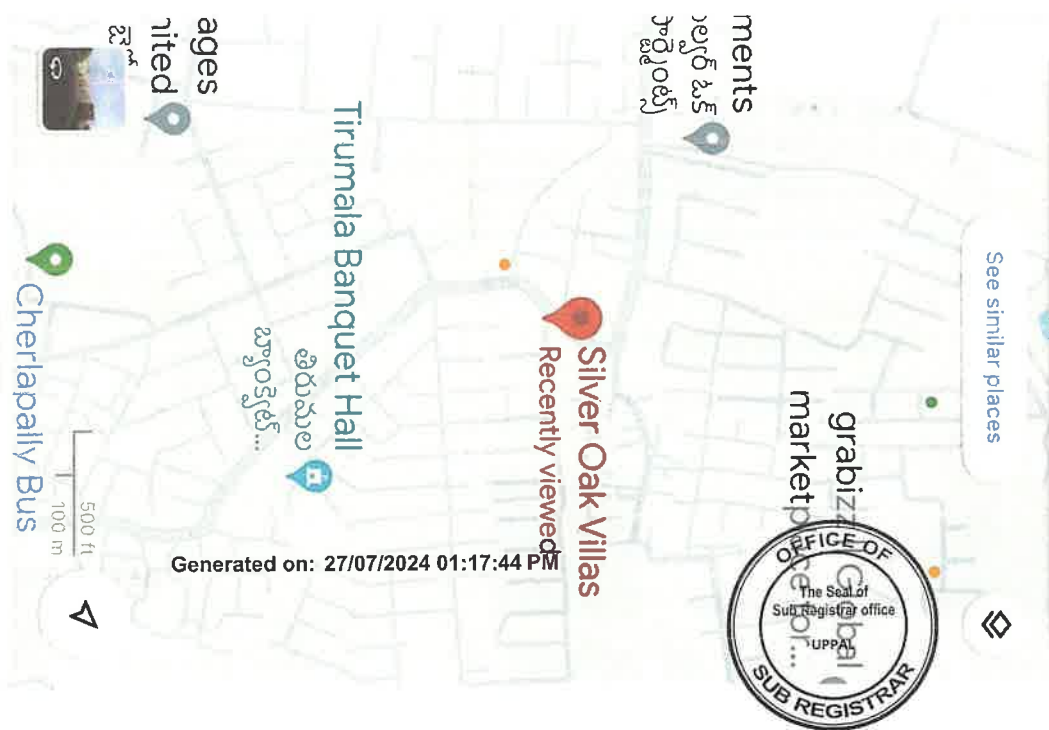 See similar places
grabizz Global
marketplace for...
ments
Silver Oak Villas
Recently viewed
Tirumala Banquet Hall
తిరుమల
బ్యాంక్వెట్...
ages
nited
Cherlapally Bus
500 ft
100 m
Generated on: 27/07/2024 01:17:44 PM
OFFICE OF
The Seal of
Sub Registrar office
UPPAL
SUB REGISTRAR